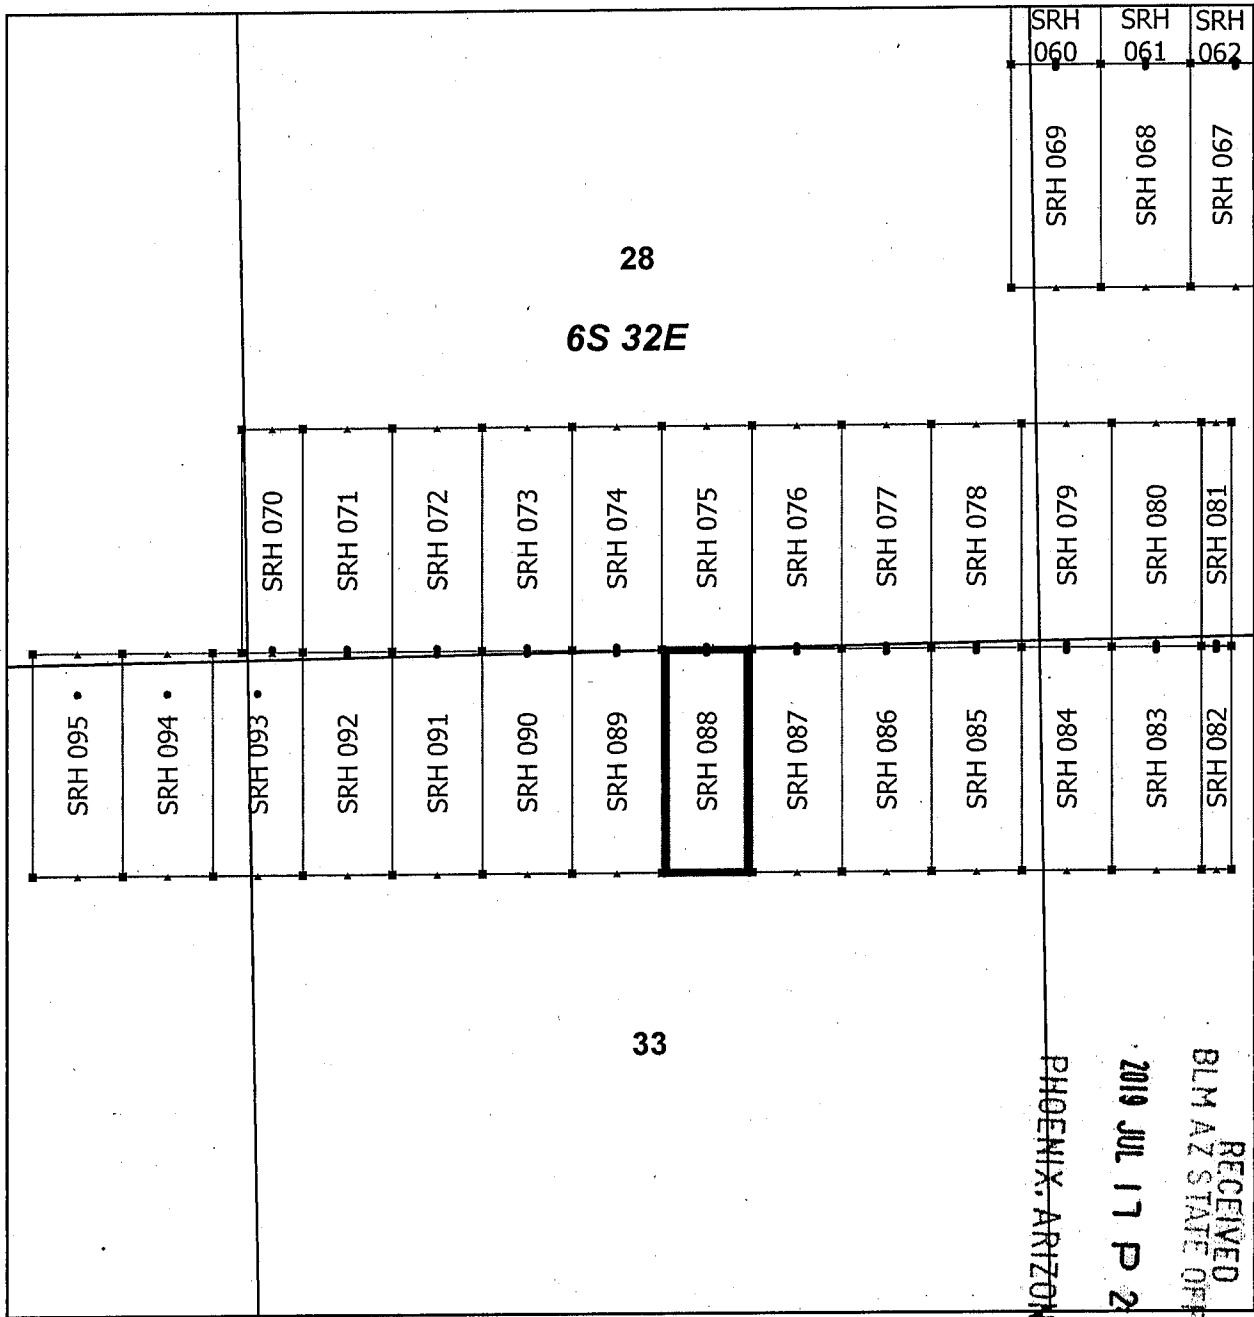 SRH 060
SRH 061
SRH 062
SRH 069
SRH 068
SRH 067
28
6S 32E
SRH 070
SRH 071
SRH 072
SRH 073
SRH 074
SRH 075
SRH 076
SRH 077
SRH 078
SRH 079
SRH 080
SRH 081
SRH 095
SRH 094
SRH 093
SRH 092
SRH 091
SRH 090
SRH 089
SRH 088
SRH 087
SRH 086
SRH 085
SRH 084
SRH 083
SRH 082
33
RECEIVED
BLM AZ STATE OFF
2019 JUL 17 P 2
PHOENIX, ARIZON